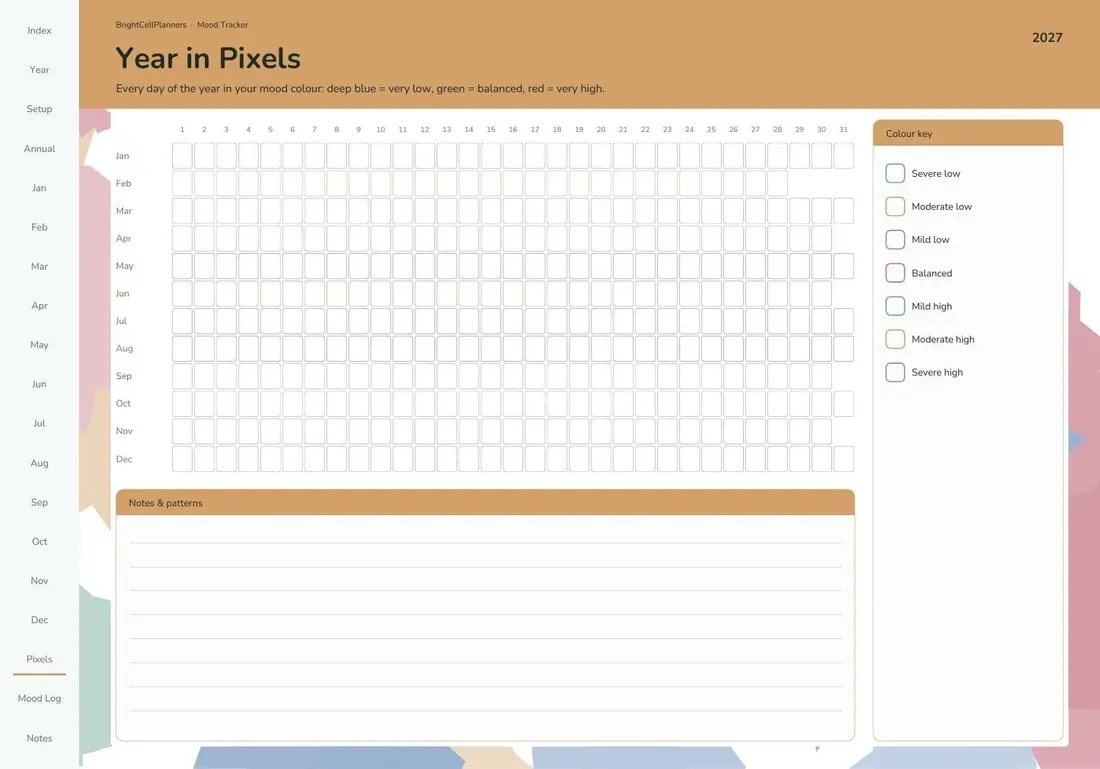 Index
Year
Setup
Annual
Jan
Feb
Mar
Apr
May
Jun
Jul
Aug
Sep
Oct
Nov
Dec
Pixels
Mood Log
Notes
BrightCellPlanners · Mood Tracker
2027
Year in Pixels
Every day of the year in your mood colour: deep blue = very low, green = balanced, red = very high.
1 2 3 4 5 6 7 8 9 10 11 12 13 14 15 16 17 18 19 20 21 22 23 24 25 26 27 28 29 30 31
Jan
Feb
Mar
Apr
May
Jun
Jul
Aug
Sep
Oct
Nov
Dec
Notes & patterns
Colour key
Severe low
Moderate low
Mild low
Balanced
Mild high
Moderate high
Severe high